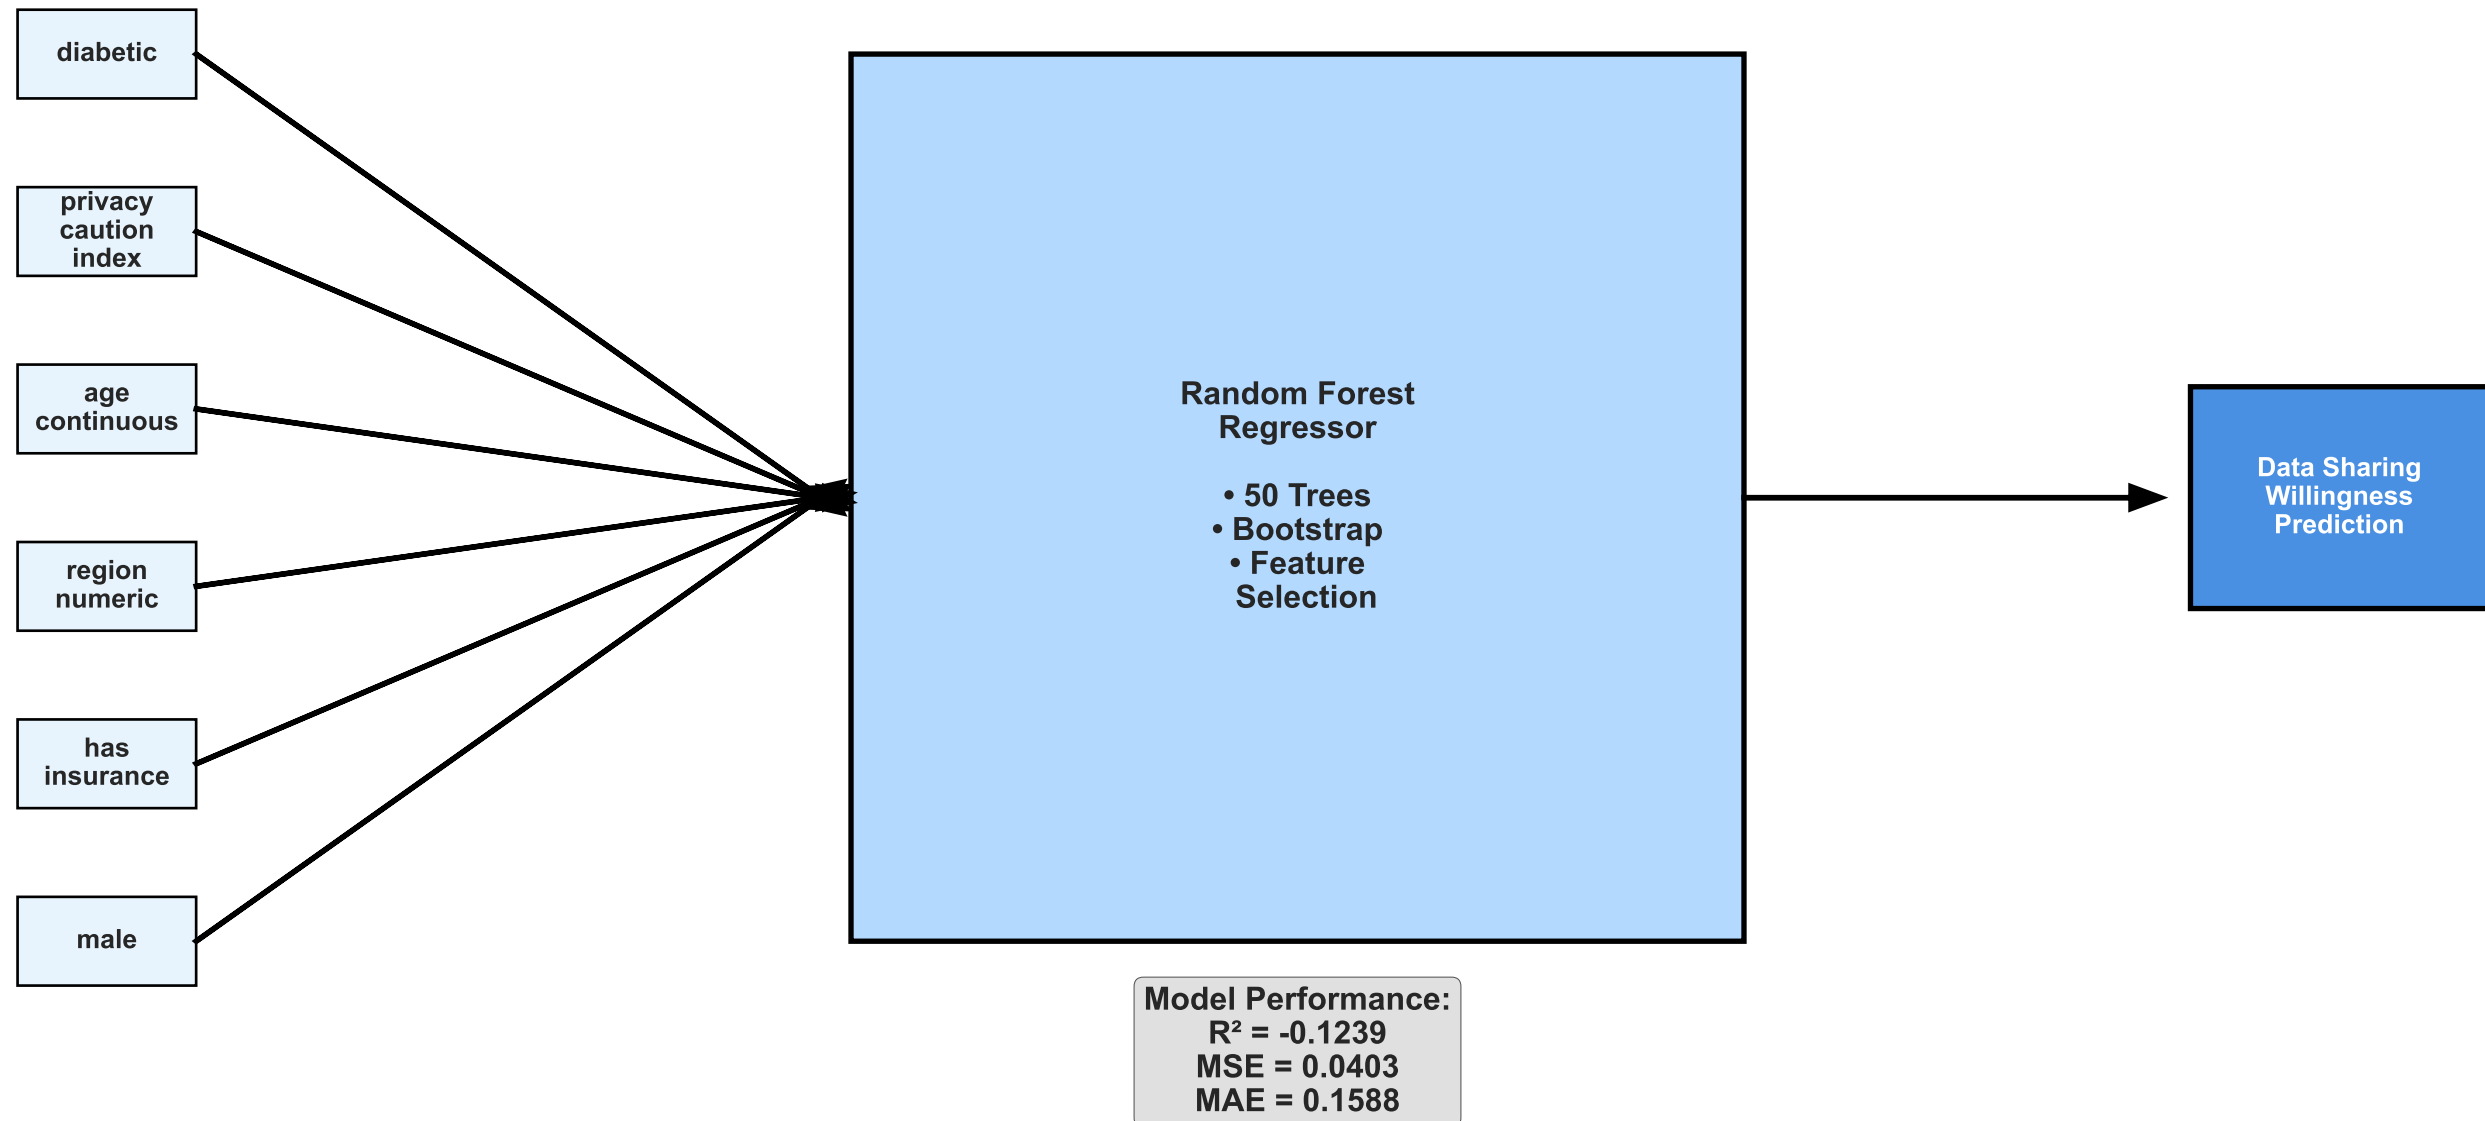 diabetic
privacy
caution
index
age
continuous
region
numeric
has
insurance
male
Random Forest
Regressor
• 50 Trees
• Bootstrap
• Feature
Selection
Data Sharing
Willingness
Prediction
Model Performance:
R² = -0.1239
MSE = 0.0403
MAE = 0.1588